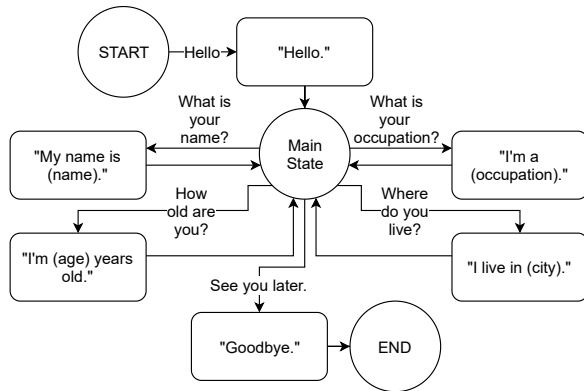 START
Hello
"Hello."
What is
your
name?
What is
your
occupation?
Main
State
"My name is
(name)."
"I'm a
(occupation)."
How
old are
you?
Where
do you
live?
"I'm (age) years
old."
"I live in (city)."
See you later.
"Goodbye."
END